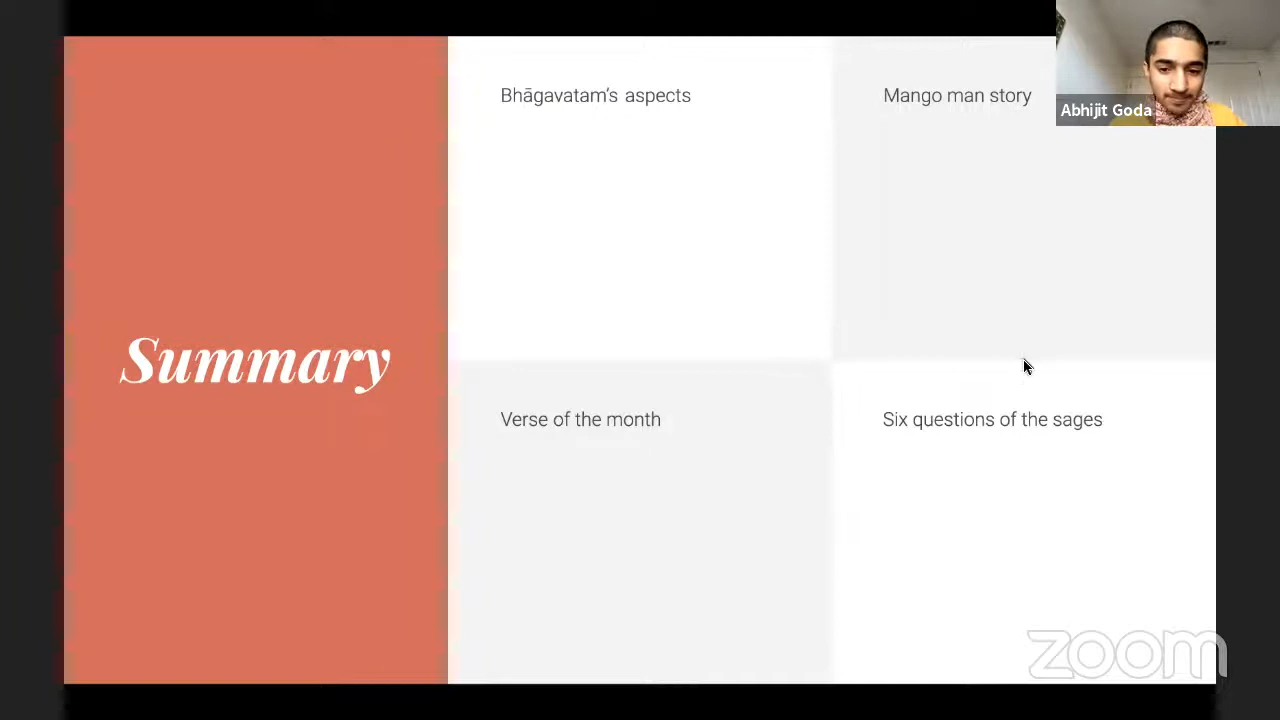 Bhāgavatam's aspects
Mango man story
Abhijit Goda
Summary
Verse of the month
Six questions of the sages
zoom